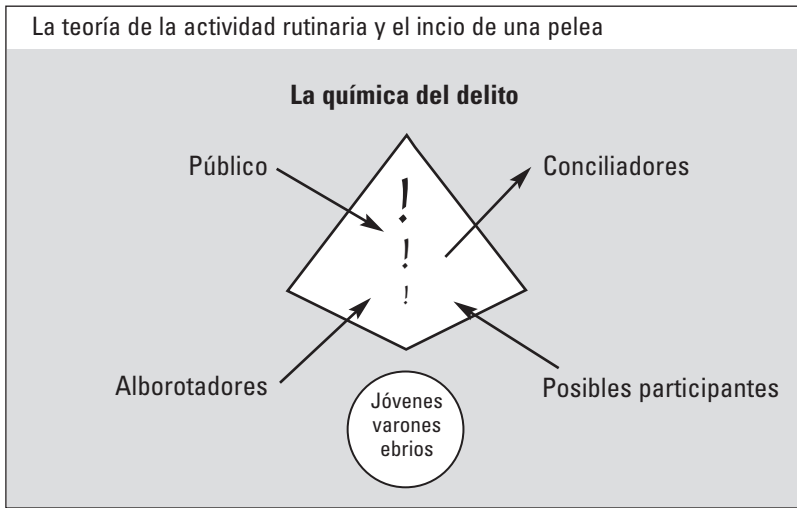 La teoría de la actividad rutinaria y el incio de una pelea
La química del delito
Público
Conciliadores
!
!
!
Alborotadores
Posibles participantes
Jóvenes
varones
ebrios